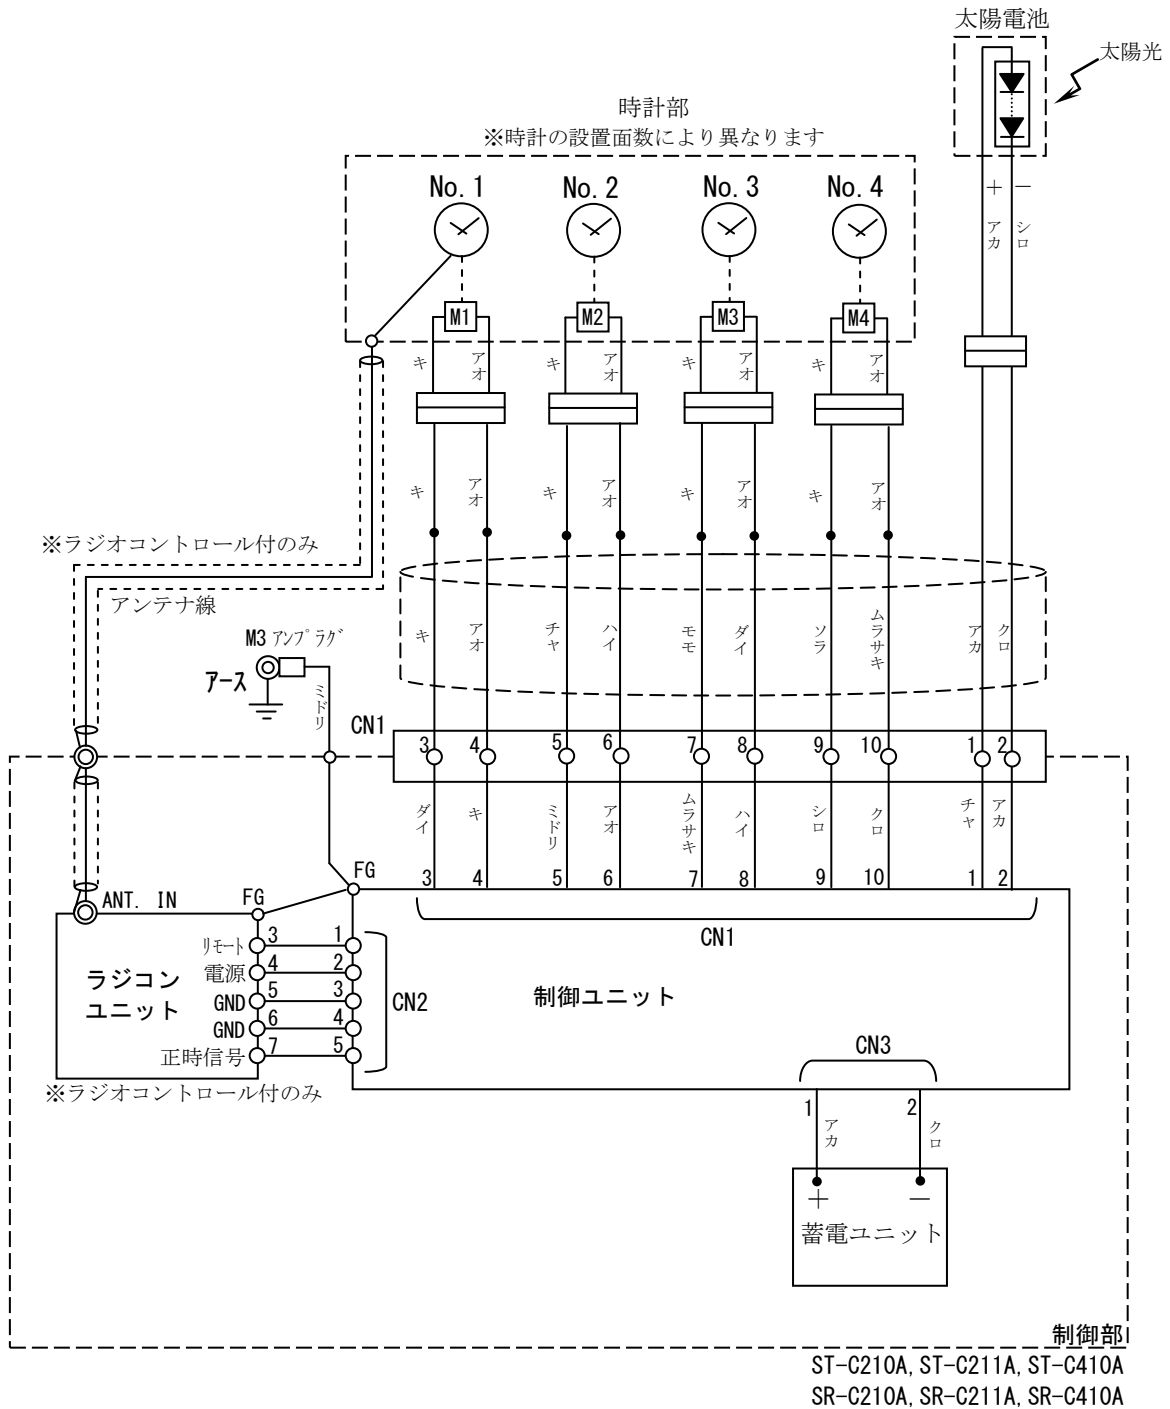 太陽電池
太陽光
時計部
※時計の設置面数により異なります
No. 1 No. 2 No. 3 No. 4
＋ －
アカ シロ
M1 M2 M3 M4
キ アオ キ アオ キ アオ キ アオ
キ アオ キ アオ キ アオ キ アオ
※ラジオコントロール付のみ
アンテナ線
M3 アンプラグ
アース
ミドリ
キ アオ チャ ハイ モモ ダイ ソラ ムラサキ アカ クロ
CN1
3 4 5 6 7 8 9 10 1 2
ダイ キ ミドリ アオ ムラサキ ハイ シロ クロ チャ アカ
FG
3 4 5 6 7 8 9 10 1 2
CN1
ANT. IN
FG
リモート 3 1
電源 4 2
GND 5 3
GND 6 4
正時信号 7 5
CN2
ラジコン
ユニット
※ラジオコントロール付のみ
制御ユニット
CN3
1 2
アカ クロ
＋ －
蓄電ユニット
制御部
ST-C210A, ST-C211A, ST-C410A
SR-C210A, SR-C211A, SR-C410A